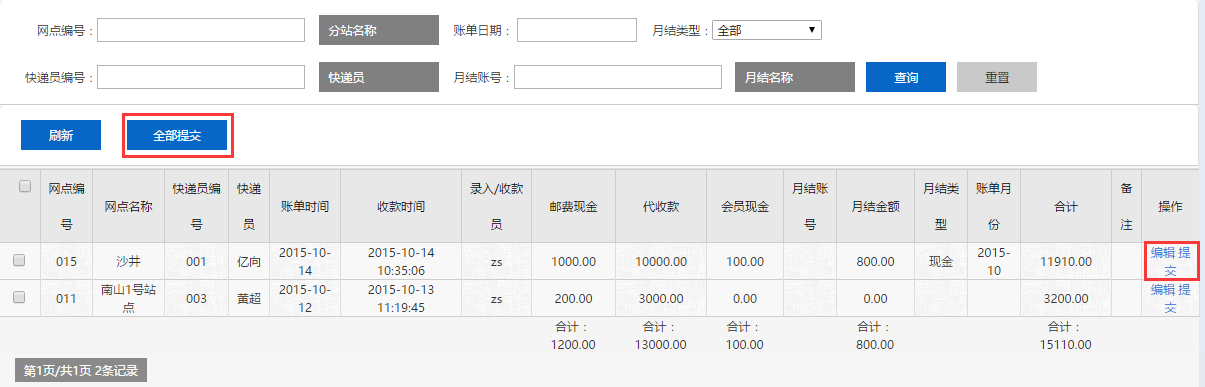 网点编号： 分站名称 账单日期： 月结类型： 全部
快递员编号： 快递员 月结账号： 月结名称 查询 重置
刷新 全部提交
网点编号 网点名称 快递员编号 快递员 账单时间 收款时间 录入/收款员 邮费现金 代收款 会员现金 月结账号 月结金额 月结类型 账单月份 合计 备注 操作
015 沙井 001 亿向 2015-10-14 2015-10-14 10:35:06 zs 1000.00 10000.00 100.00 800.00 现金 2015-10 11910.00 编辑 提交
011 南山1号站点 003 黄超 2015-10-12 2015-10-13 11:19:45 zs 200.00 3000.00 0.00 0.00 3200.00 编辑 提交
合计： 合计： 合计： 合计： 合计：
1200.00 13000.00 100.00 800.00 15110.00
第1页/共1页 2条记录